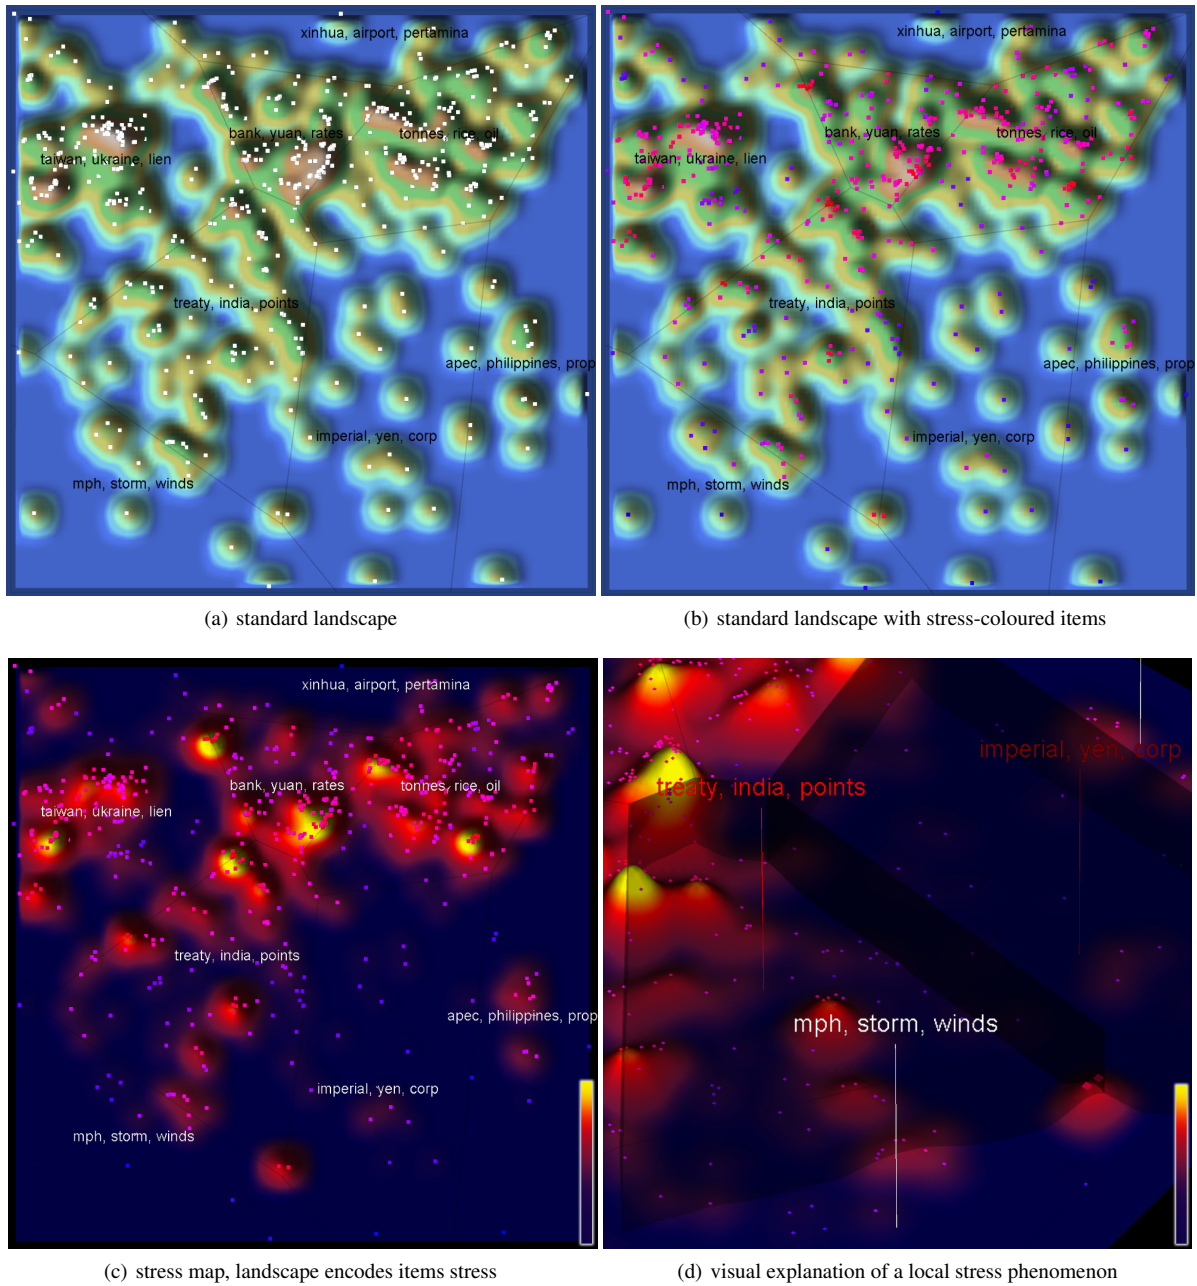 xinhua, airport, pertamina
bank, yuan, rates
tonnes, rice, oil
taiwan, ukraine, lien
treaty, india, points
apec, philippines, prop
imperial, yen, corp
mph, storm, winds
(a) standard landscape
xinhua, airport, pertamina
bank, yuan, rates
tonnes, rice, oil
taiwan, ukraine, lien
treaty, india, points
apec, philippines, prop
imperial, yen, corp
mph, storm, winds
(b) standard landscape with stress-coloured items
xinhua, airport, pertamina
bank, yuan, rates
tonnes, rice, oil
taiwan, ukraine, lien
treaty, india, points
apec, philippines, prop
imperial, yen, corp
mph, storm, winds
(c) stress map, landscape encodes items stress
imperial, yen, corp
treaty, india, points
mph, storm, winds
(d) visual explanation of a local stress phenomenon